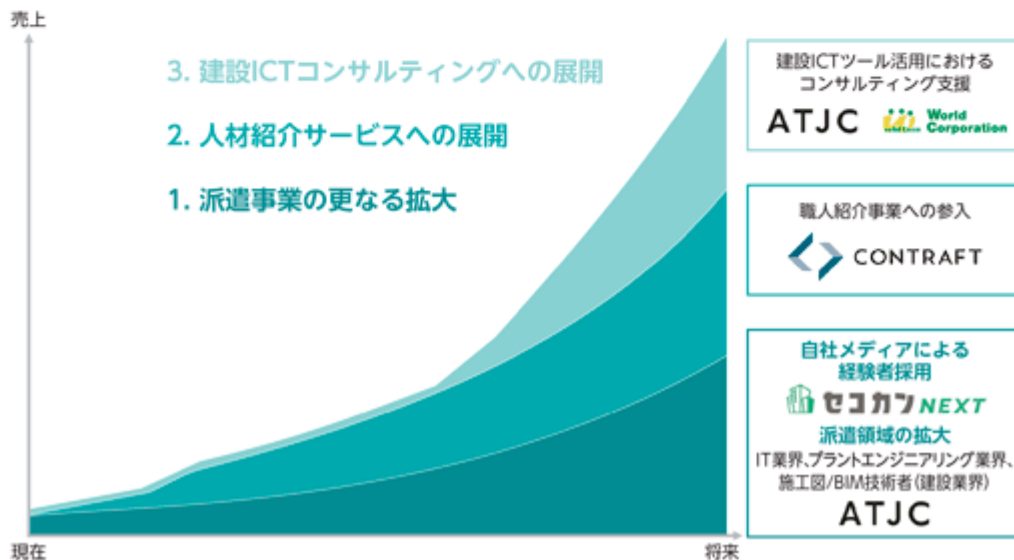 売上
3. 建設ICTコンサルティングへの展開
2. 人材紹介サービスへの展開
1. 派遣事業の更なる拡大
現在
将来
建設ICTツール活用における
コンサルティング支援
ATJC
World
Corporation
職人紹介事業への参入
CONTRAFT
自社メディアによる
経験者採用
セコカンNEXT
派遣領域の拡大
IT業界、プラントエンジニアリング業界、
施工図/BIM技術者(建設業界)
ATJC